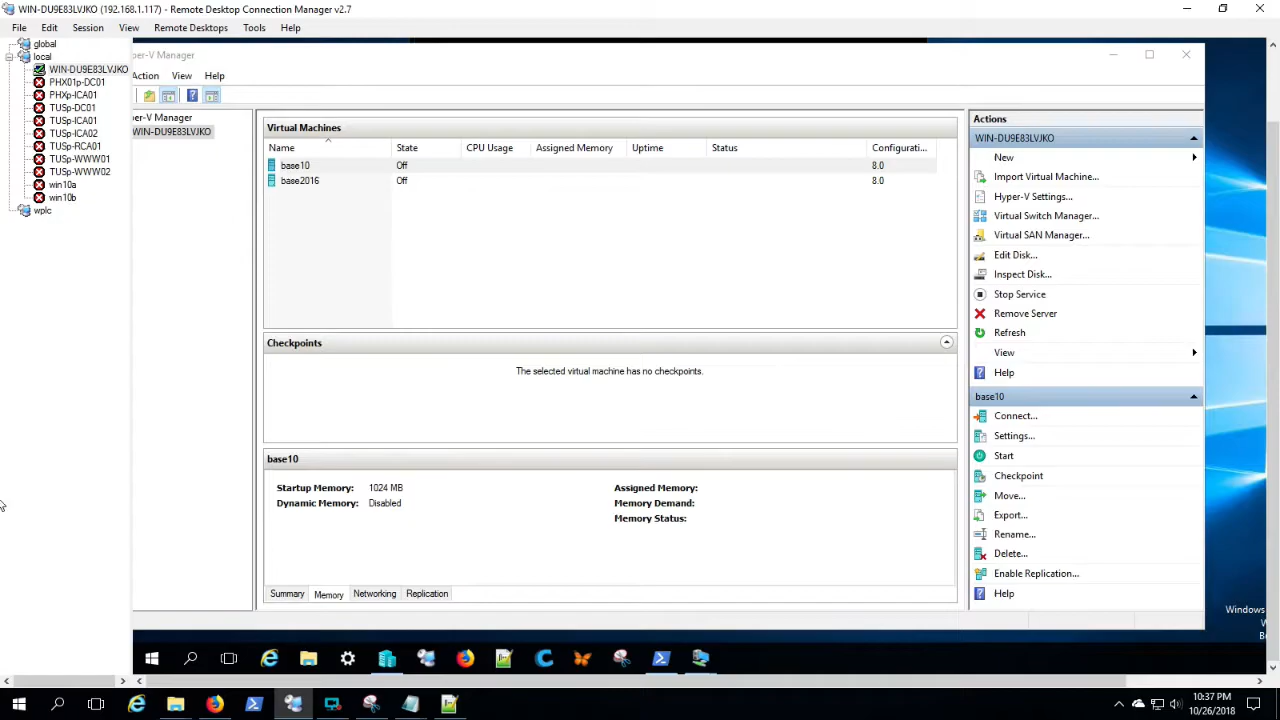 WIN-DU9E83LVJKO (192.168.1.117) - Remote Desktop Connection Manager v2.7
File Edit Session View Remote Desktops Tools Help
global
local
WIN-DU9E83LVJKO
PHX01p-DC01
PHXp-ICA01
TUSp-DC01
TUSp-ICA01
TUSp-ICA02
TUSp-RCA01
TUSp-WWW01
TUSp-WWW02
win10a
win10b
wplc
per-V Manager
Action View Help
per-V Manager
WIN-DU9E83LVJKO
Virtual Machines
Name State CPU Usage Assigned Memory Uptime Status Configurati...
base10 Off 8.0
base2016 Off 8.0
Checkpoints
The selected virtual machine has no checkpoints.
base10
Startup Memory: 1024 MB Assigned Memory:
Dynamic Memory: Disabled Memory Demand:
Memory Status:
Summary Memory Networking Replication
Actions
WIN-DU9E83LVJKO
New
Import Virtual Machine...
Hyper-V Settings...
Virtual Switch Manager...
Virtual SAN Manager...
Edit Disk...
Inspect Disk...
Stop Service
Remove Server
Refresh
View
Help
base10
Connect...
Settings...
Start
Checkpoint
Move...
Export...
Rename...
Delete...
Enable Replication...
Help
Windows
10:37 PM
10/26/2018